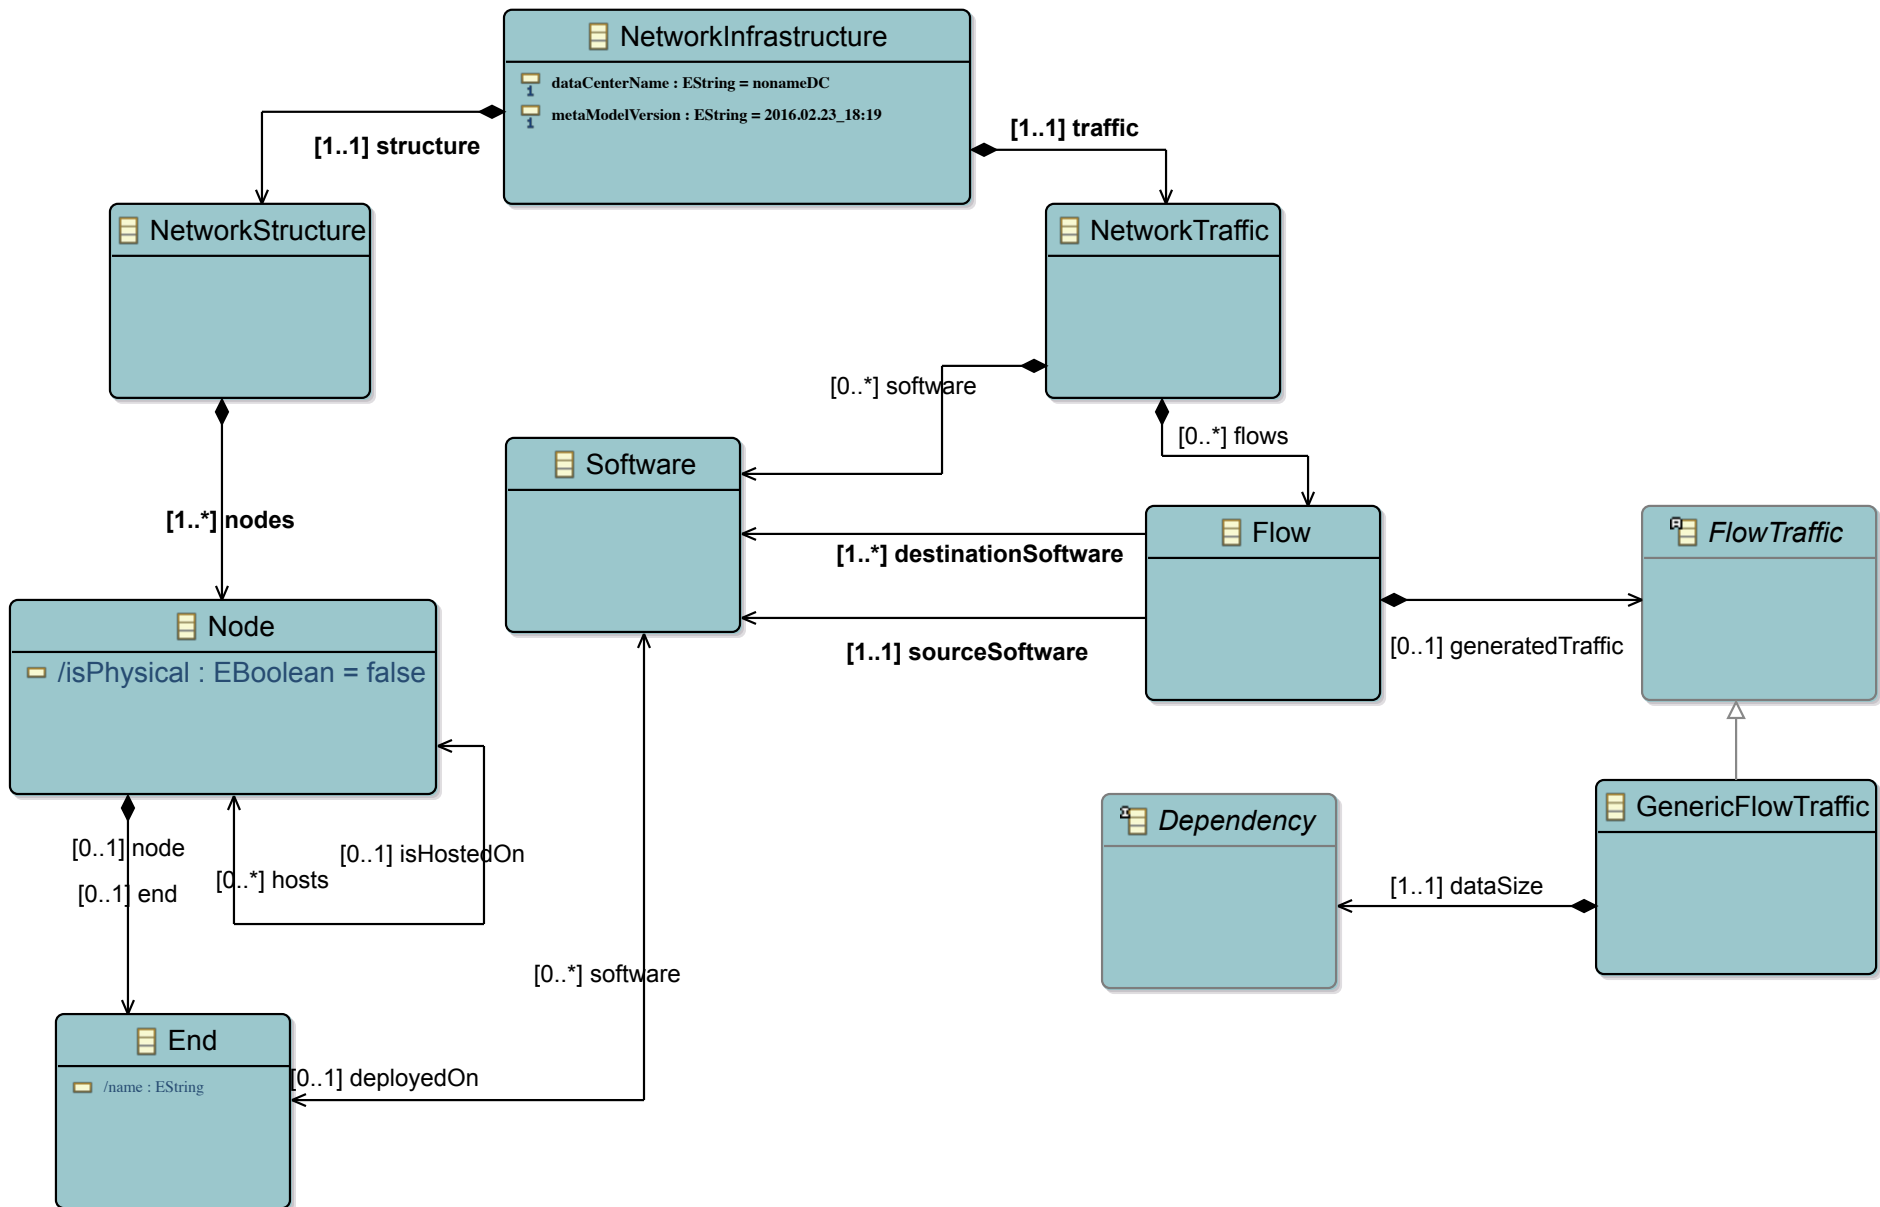 NetworkInfrastructure
dataCenterName : EString = nonameDC
metaModelVersion : EString = 2016.02.23_18:19
[1..1] structure
[1..1] traffic
NetworkStructure
NetworkTraffic
[0..*] software
[0..*] flows
Software
[1..*] nodes
Flow
FlowTraffic
[1..*] destinationSoftware
[1..1] sourceSoftware
[0..1] generatedTraffic
Node
/isPhysical : EBoolean = false
Dependency
GenericFlowTraffic
[0..1] node
[0..1] isHostedOn
[0..*] hosts
[0..1] end
[1..1] dataSize
[0..*] software
End
/name : EString
[0..1] deployedOn